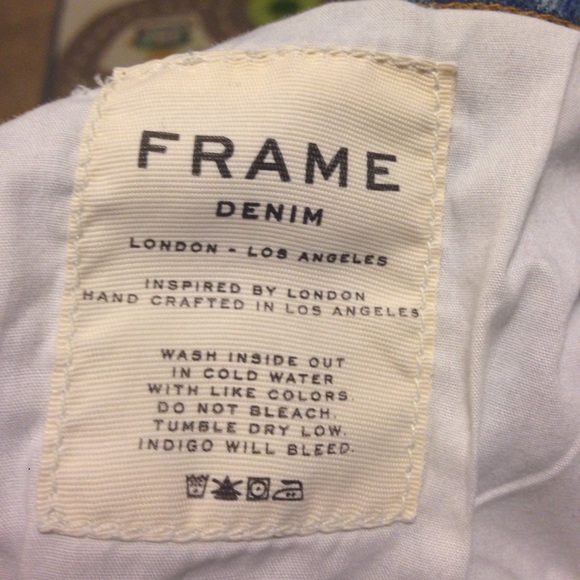 FRAME
DENIM
LONDON - LOS ANGELES
INSPIRED BY LONDON
HAND CRAFTED IN LOS ANGELES
WASH INSIDE OUT
IN COLD WATER
WITH LIKE COLORS.
DO NOT BLEACH.
TUMBLE DRY LOW.
INDIGO WILL BLEED.